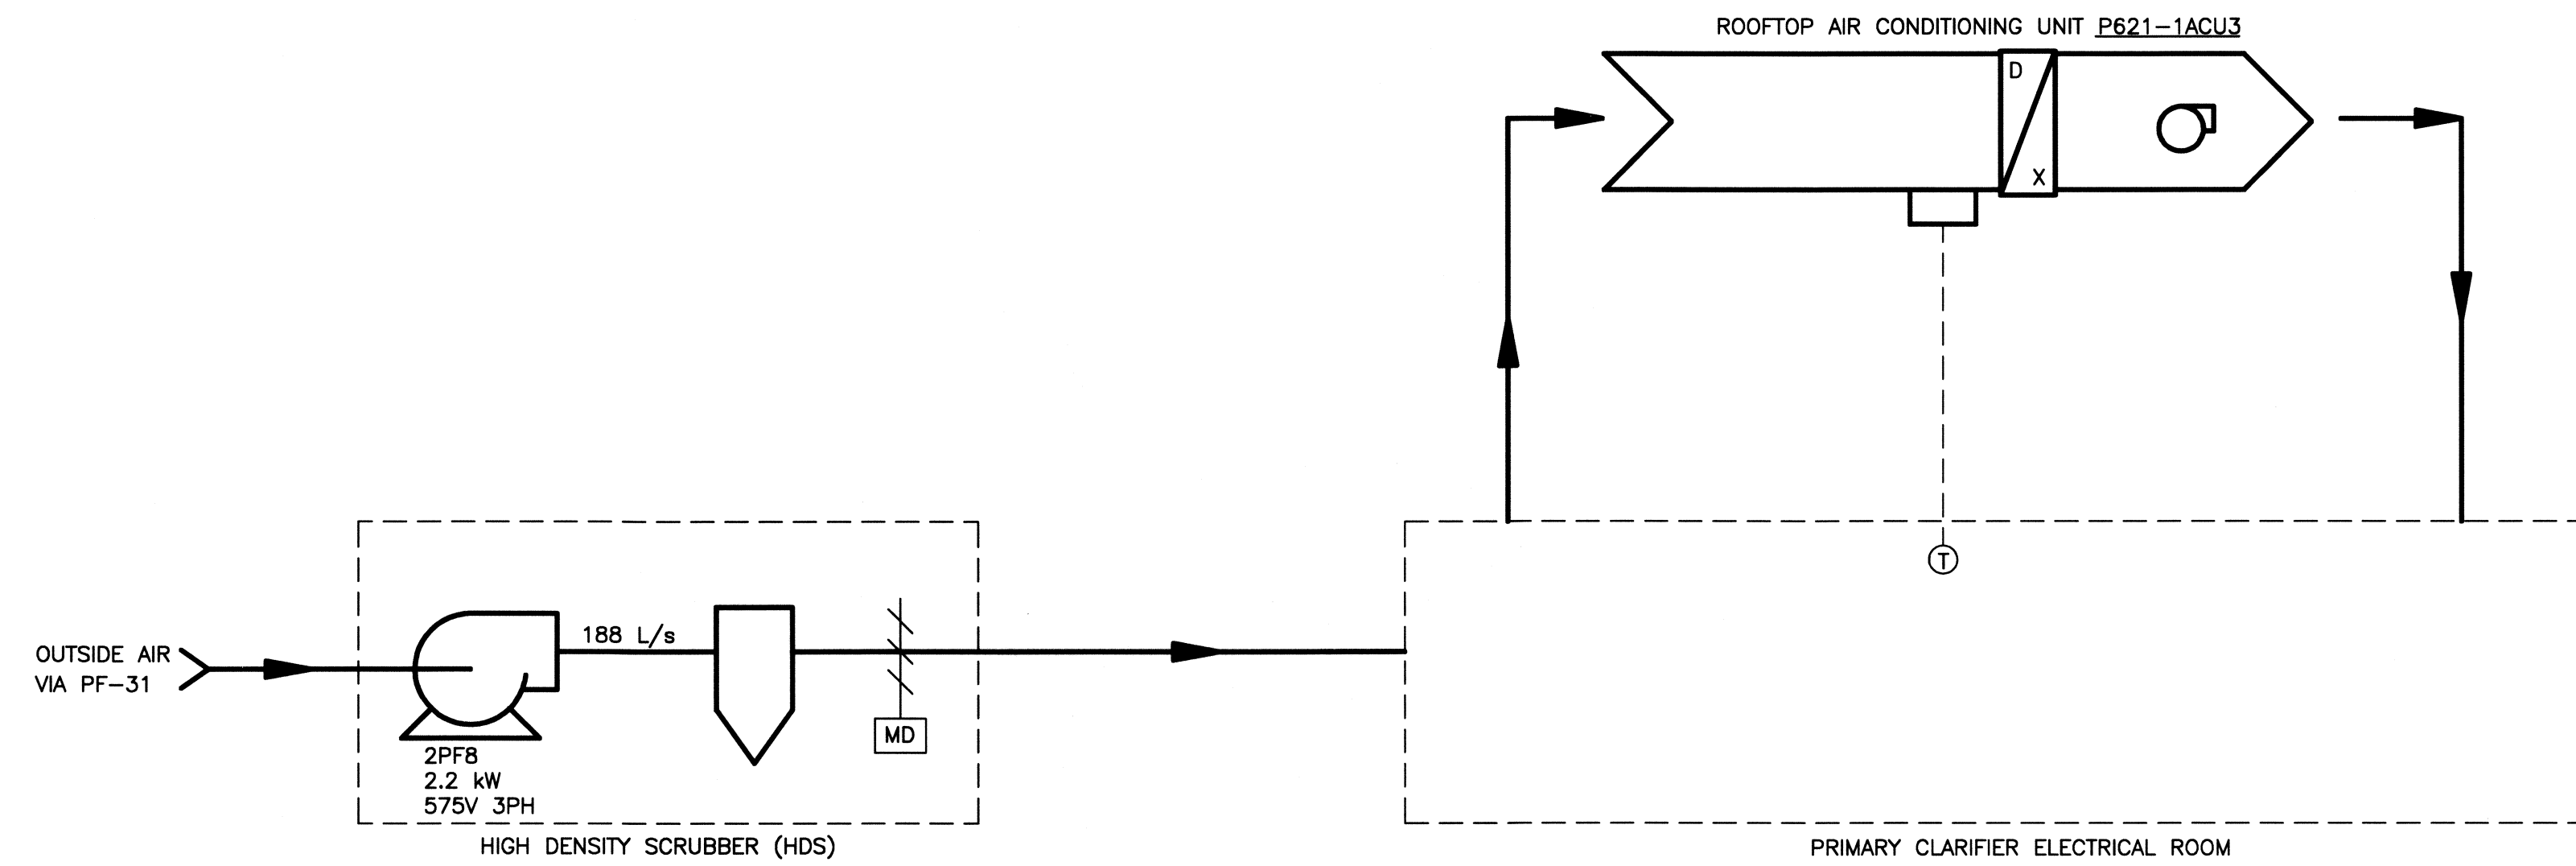 ROOFTOP AIR CONDITIONING UNIT P621-1ACU3
D
X
T
188 L/s
OUTSIDE AIR
VIA PF-31
MD
2PF8
2.2 kW
575V 3PH
HIGH DENSITY SCRUBBER (HDS)
PRIMARY CLARIFIER ELECTRICAL ROOM